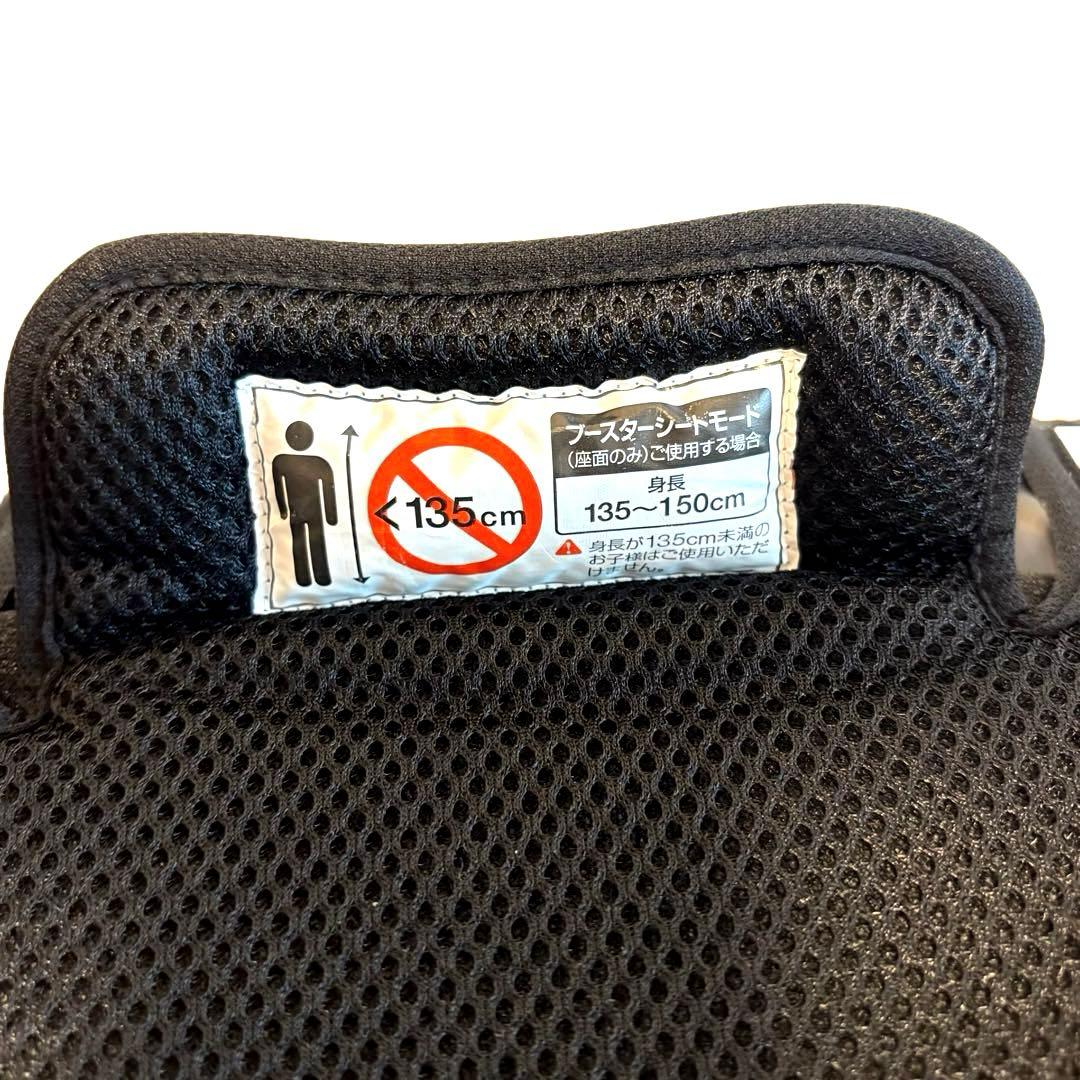 <135cm
ブースターシードモード
(座面のみ)ご使用する場合
身長
135～150cm
身長が135cm未満の
お子様はご使用いただ
けません。